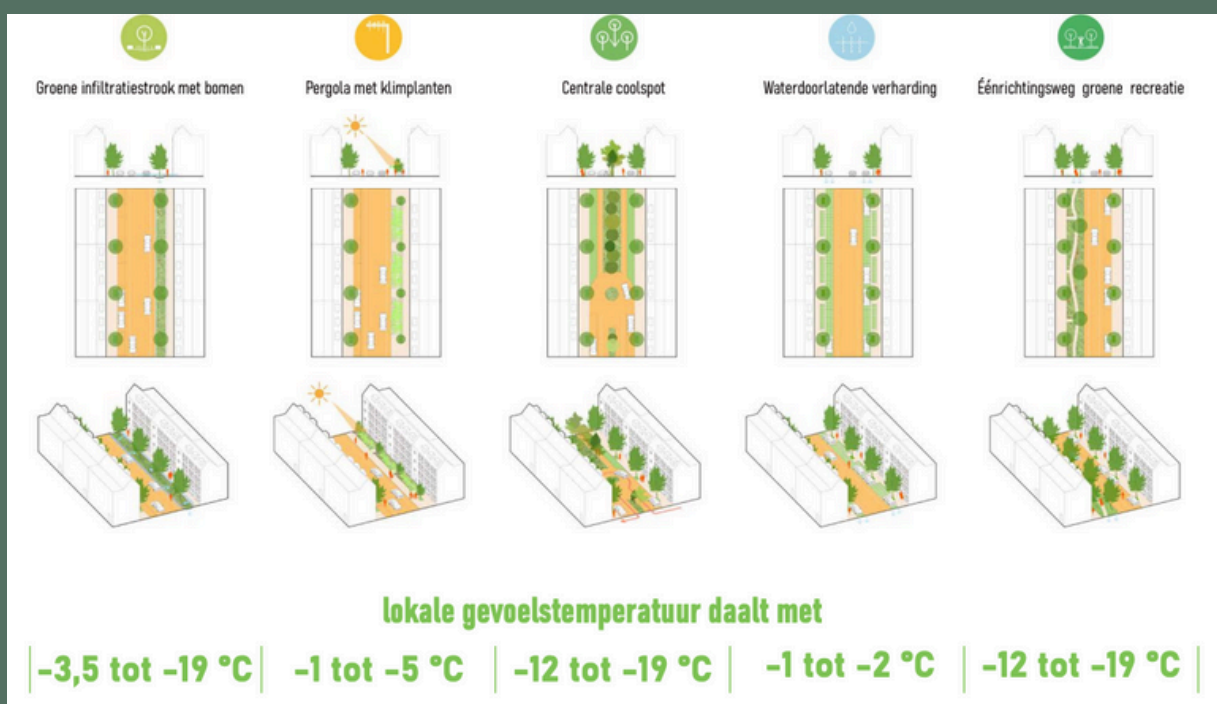 Groene infiltratiestrook met bomen
Pergola met klimplanten
Centrale coolspot
Waterdoorlatende verharding
Éénrichtingsweg groene recreatie
lokale gevoelstemperatuur daalt met
-3,5 tot -19 °C
-1 tot -5 °C
-12 tot -19 °C
-1 tot -2 °C
-12 tot -19 °C